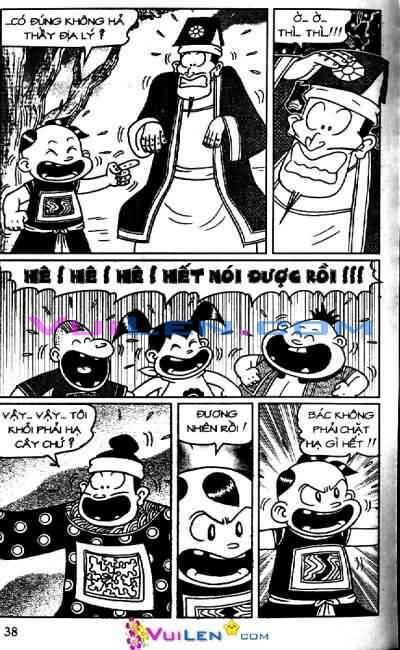 ...CÓ ĐÚNG KHÔNG HẢ
THẦY ĐỊA LÝ ?
Ờ... Ờ...
THÌ... THÌ...!!!
HÊ ! HÊ ! HÊ ! HẾT NÓI ĐƯỢC RỒI !!!
VUILEN.COM
VẬY... VẬY... TÔI
KHỎI PHẢI HẠ
CÂY CHỨ ?
ĐƯƠNG
NHIÊN RỒI !
BÁC KHÔNG
PHẢI CHẶT
HẠ GÌ HẾT !!
38
VUILEN.COM